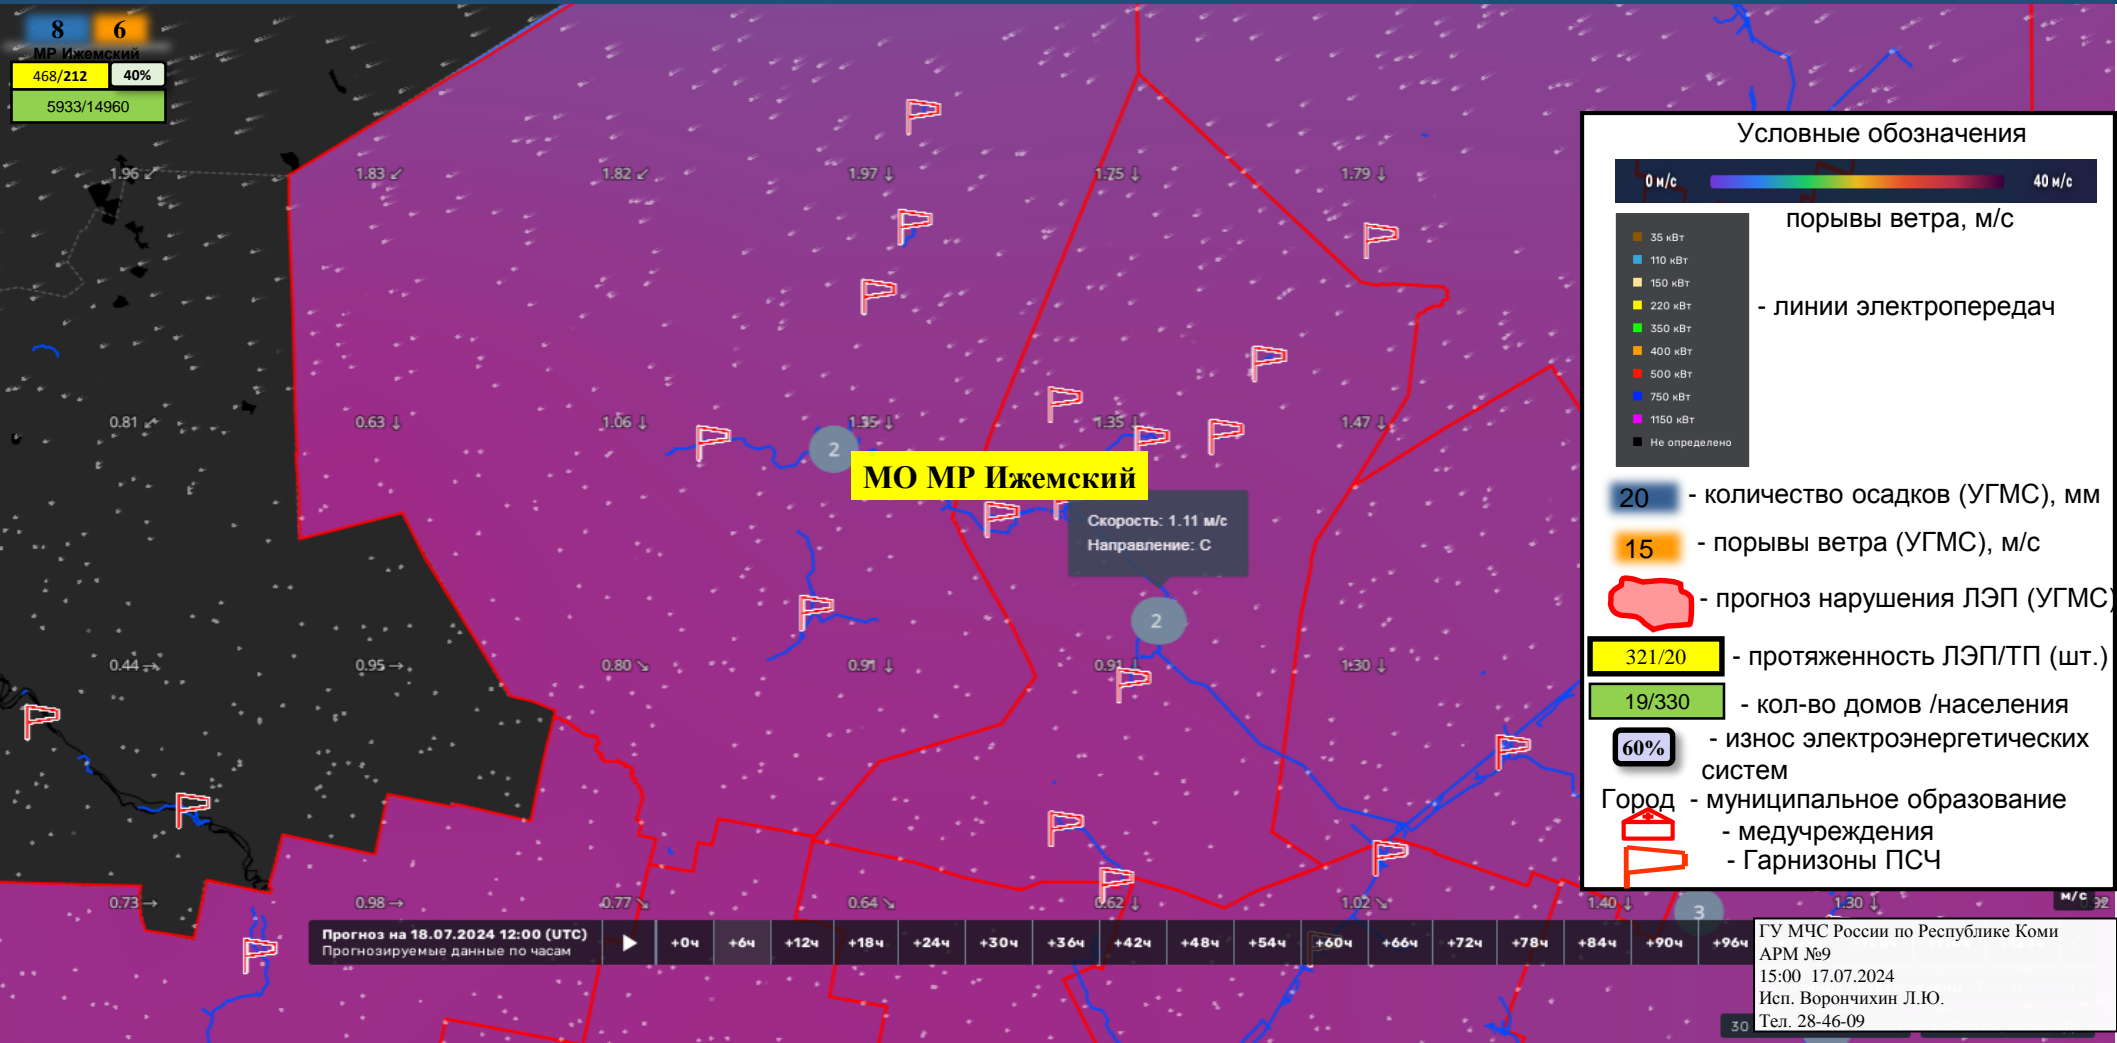 8 6
МР Ижемский
468/212 40%
5933/14960
1.96 ↙ 1.83 ↙ 1.82 ↙ 1.97 ↓ 1.75 ↓ 1.79 ↓
0.81 ↙ 0.63 ↓ 1.06 ↓ 1.35 ↓ 1.35 ↓ 1.47 ↓
2
МО МР Ижемский
Скорость: 1.11 м/с
Направление: С
2
0.44 → 0.95 → 0.80 ↘ 0.91 ↓ 0.91 ↓ 1.30 ↓
0.73 → 0.98 → 0.77 ↘ 0.64 ↘ 0.62 ↓ 1.02 ↘ 1.40 ↓ 1.30 ↓
3
м/с
Прогноз на 18.07.2024 12:00 (UTC)
Прогнозируемые данные по часам
+0ч +6ч +12ч +18ч +24ч +30ч +36ч +42ч +48ч +54ч +60ч +66ч +72ч +78ч +84ч +90ч +96ч
30
Условные обозначения
0 м/с 40 м/с
порывы ветра, м/с
35 кВт
110 кВт
150 кВт
220 кВт
350 кВт
400 кВт
500 кВт
750 кВт
1150 кВт
Не определено
- линии электропередач
20 - количество осадков (УГМС), мм
15 - порывы ветра (УГМС), м/с
- прогноз нарушения ЛЭП (УГМС)
321/20 - протяженность ЛЭП/ТП (шт.)
19/330 - кол-во домов /населения
60% - износ электроэнергетических
систем
Город - муниципальное образование
- медучреждения
- Гарнизоны ПСЧ
ГУ МЧС России по Республике Коми
АРМ №9
15:00 17.07.2024
Исп. Ворончихин Л.Ю.
Тел. 28-46-09